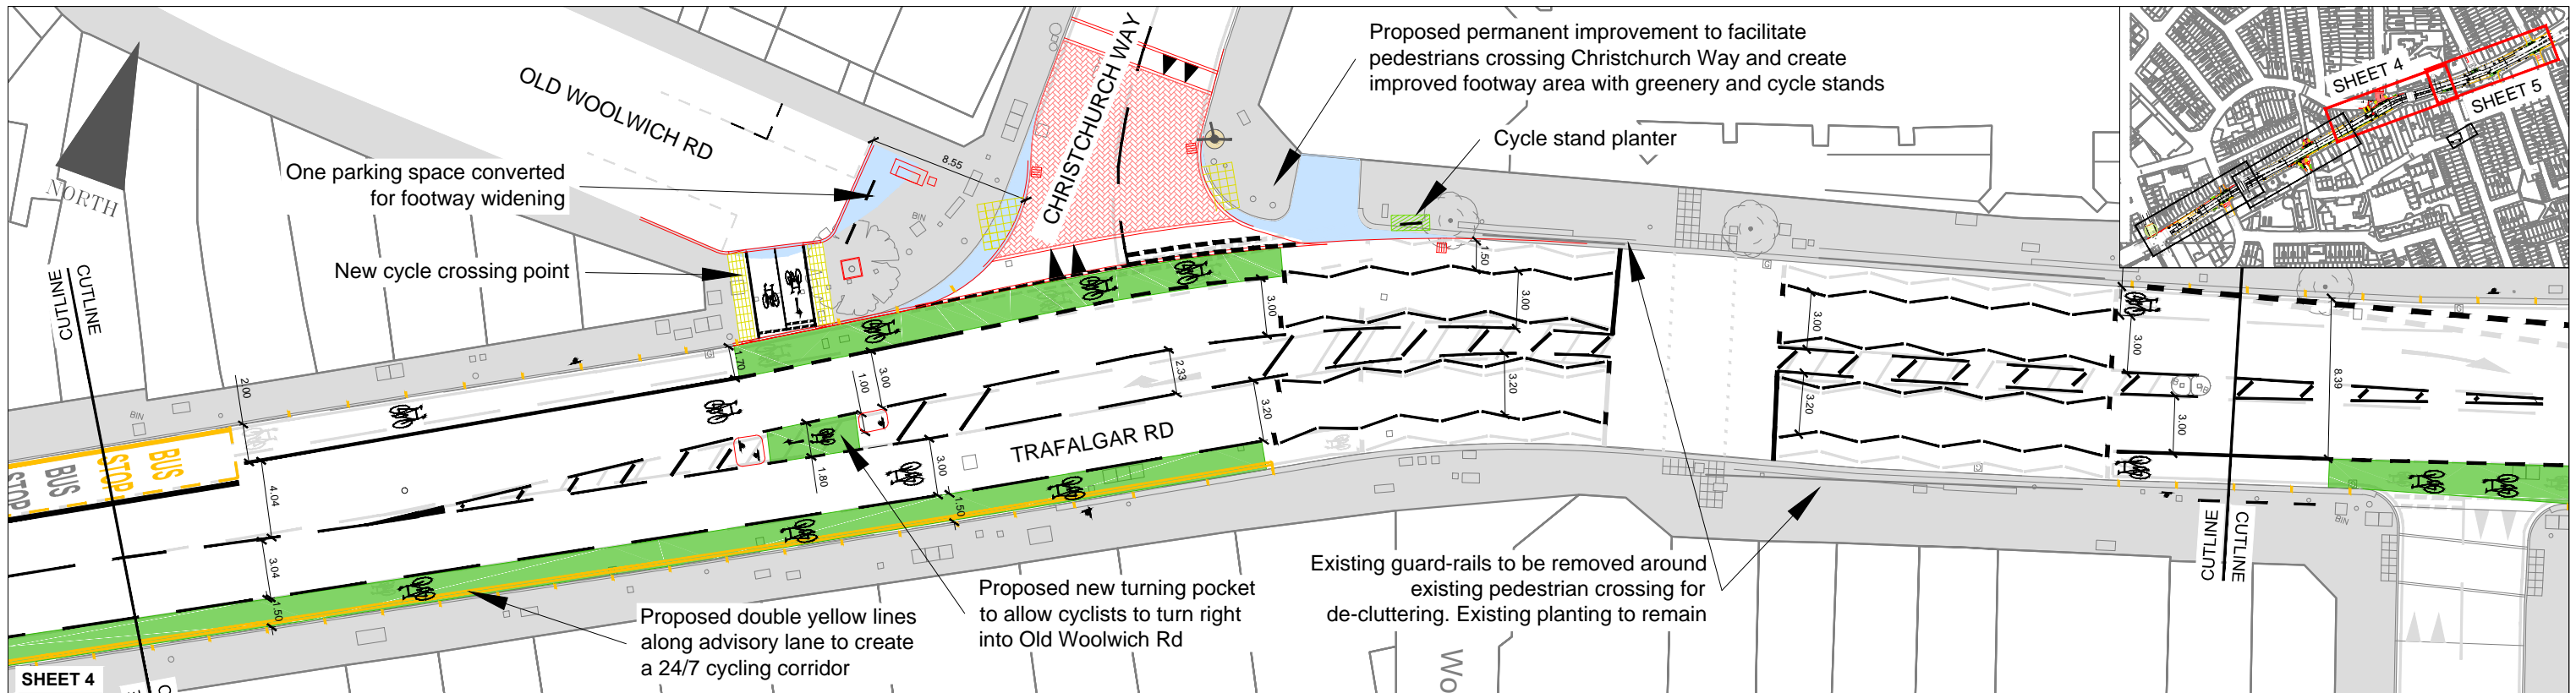 Proposed permanent improvement to facilitate
pedestrians crossing Christchurch Way and create
improved footway area with greenery and cycle stands
Cycle stand planter
OLD WOOLWICH RD
CHRISTCHURCH WAY
8.55
One parking space converted
for footway widening
New cycle crossing point
NORTH
CUTLINE
CUTLINE
BIN
BIN
SHEET 4
SHEET 5
2.00
1.70
1.00
3.00
2.33
3.00
3.00
1.50
3.20
3.20
3.00
3.20
3.00
3.00
8.39
1.80
3.00
1.50
4.04
3.04
1.50
BUS
STOP
BUS
STOP
TRAFALGAR RD
Proposed double yellow lines
along advisory lane to create
a 24/7 cycling corridor
Proposed new turning pocket
to allow cyclists to turn right
into Old Woolwich Rd
Existing guard-rails to be removed around
existing pedestrian crossing for
de-cluttering. Existing planting to remain
CUTLINE
CUTLINE
BIN
Wo
SHEET 4